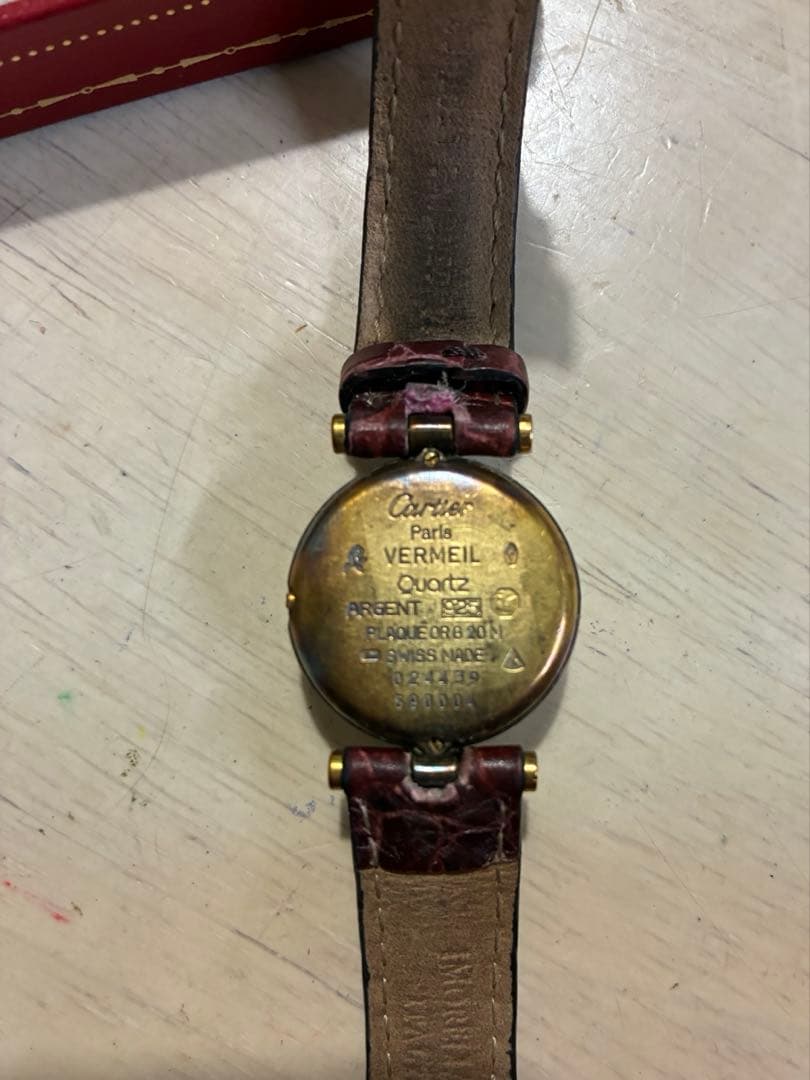 Cartier
Paris
VERMEIL
Quartz
ARGENT 925
PLAQUÉ OR G 20 M
SWISS MADE
024439
590004